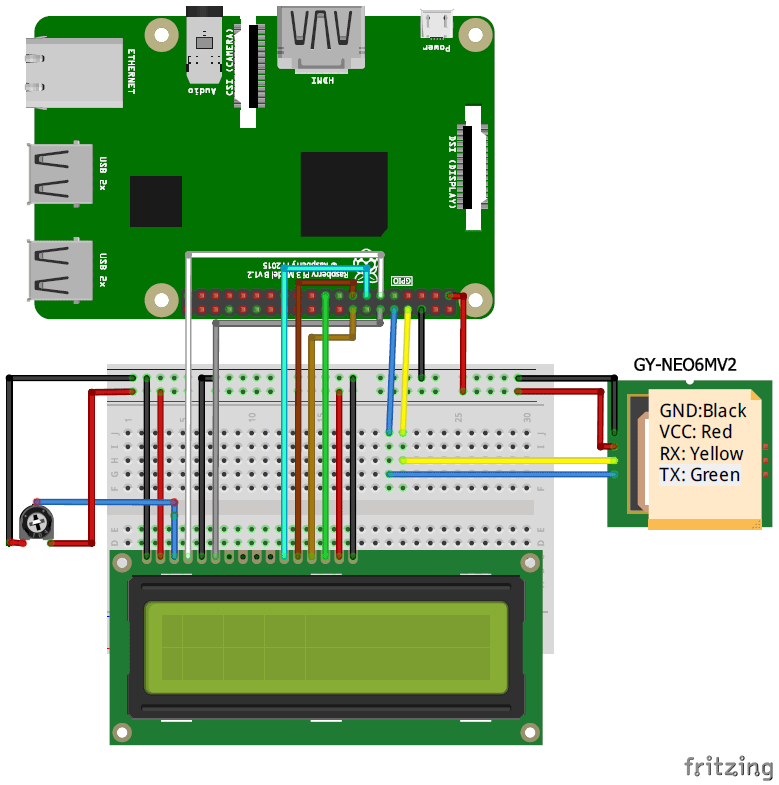 ETHERNET
Audio
CSI (CAMERA)
HDMI
Power
DSI (DISPLAY)
USB 2x
USB 2x
Raspberry Pi 3 Model B v1.2
© Raspberry Pi 2015
GPIO
GY-NEO6MV2
GND:Black
VCC: Red
RX: Yellow
TX: Green
1 5 10 15 25 30
J J
I I
H H
G G
F F
E E
D D
fritzing